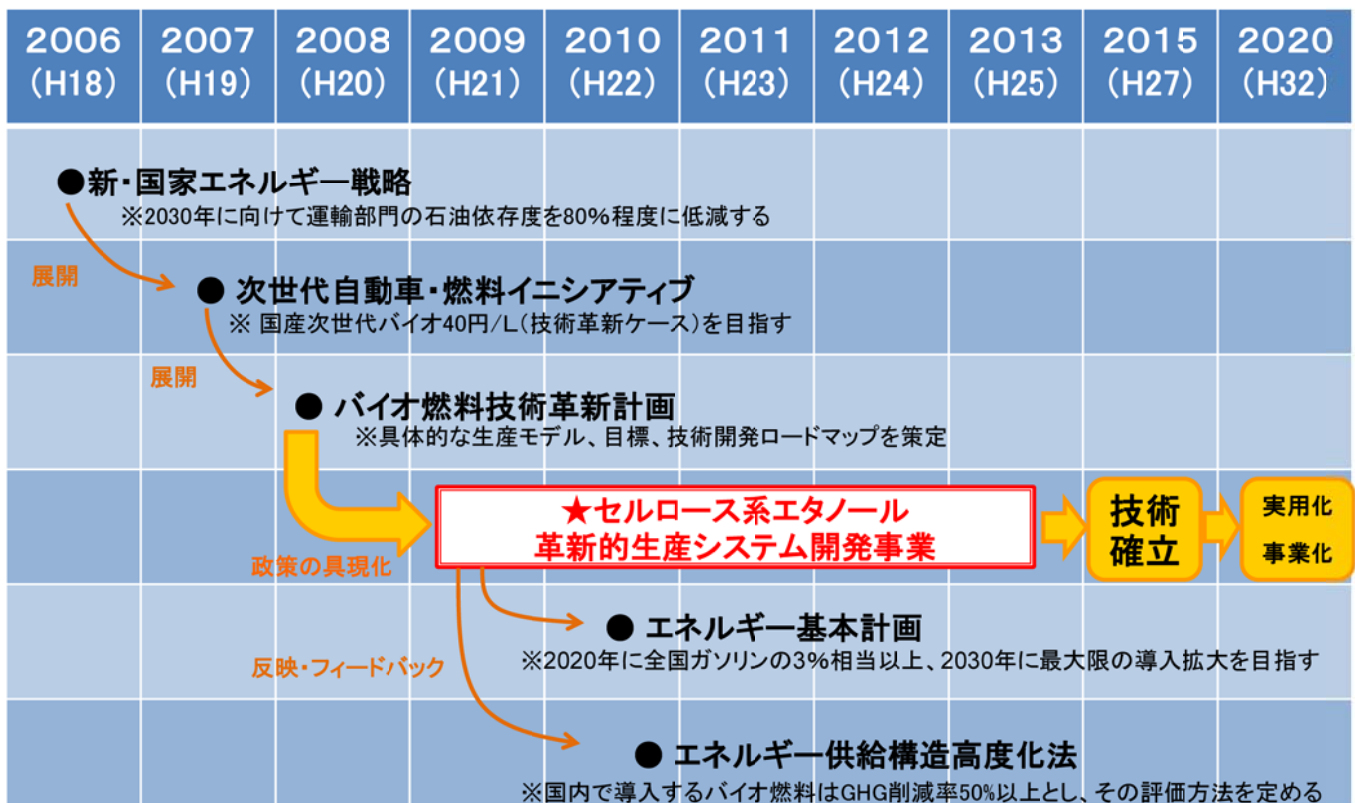 2006 2007 2008 2009 2010 2011 2012 2013 2015 2020
(H18) (H19) (H20) (H21) (H22) (H23) (H24) (H25) (H27) (H32)
●新・国家エネルギー戦略
※2030年に向けて運輸部門の石油依存度を80%程度に低減する
展開
● 次世代自動車・燃料イニシアティブ
※ 国産次世代バイオ40円/L(技術革新ケース)を目指す
展開
● バイオ燃料技術革新計画
※具体的な生産モデル、目標、技術開発ロードマップを策定
★セルロース系エタノール
革新的生産システム開発事業
技術
確立
実用化
事業化
政策の具現化
● エネルギー基本計画
※2020年に全国ガソリンの3%相当以上、2030年に最大限の導入拡大を目指す
反映・フィードバック
● エネルギー供給構造高度化法
※国内で導入するバイオ燃料はGHG削減率50%以上とし、その評価方法を定める